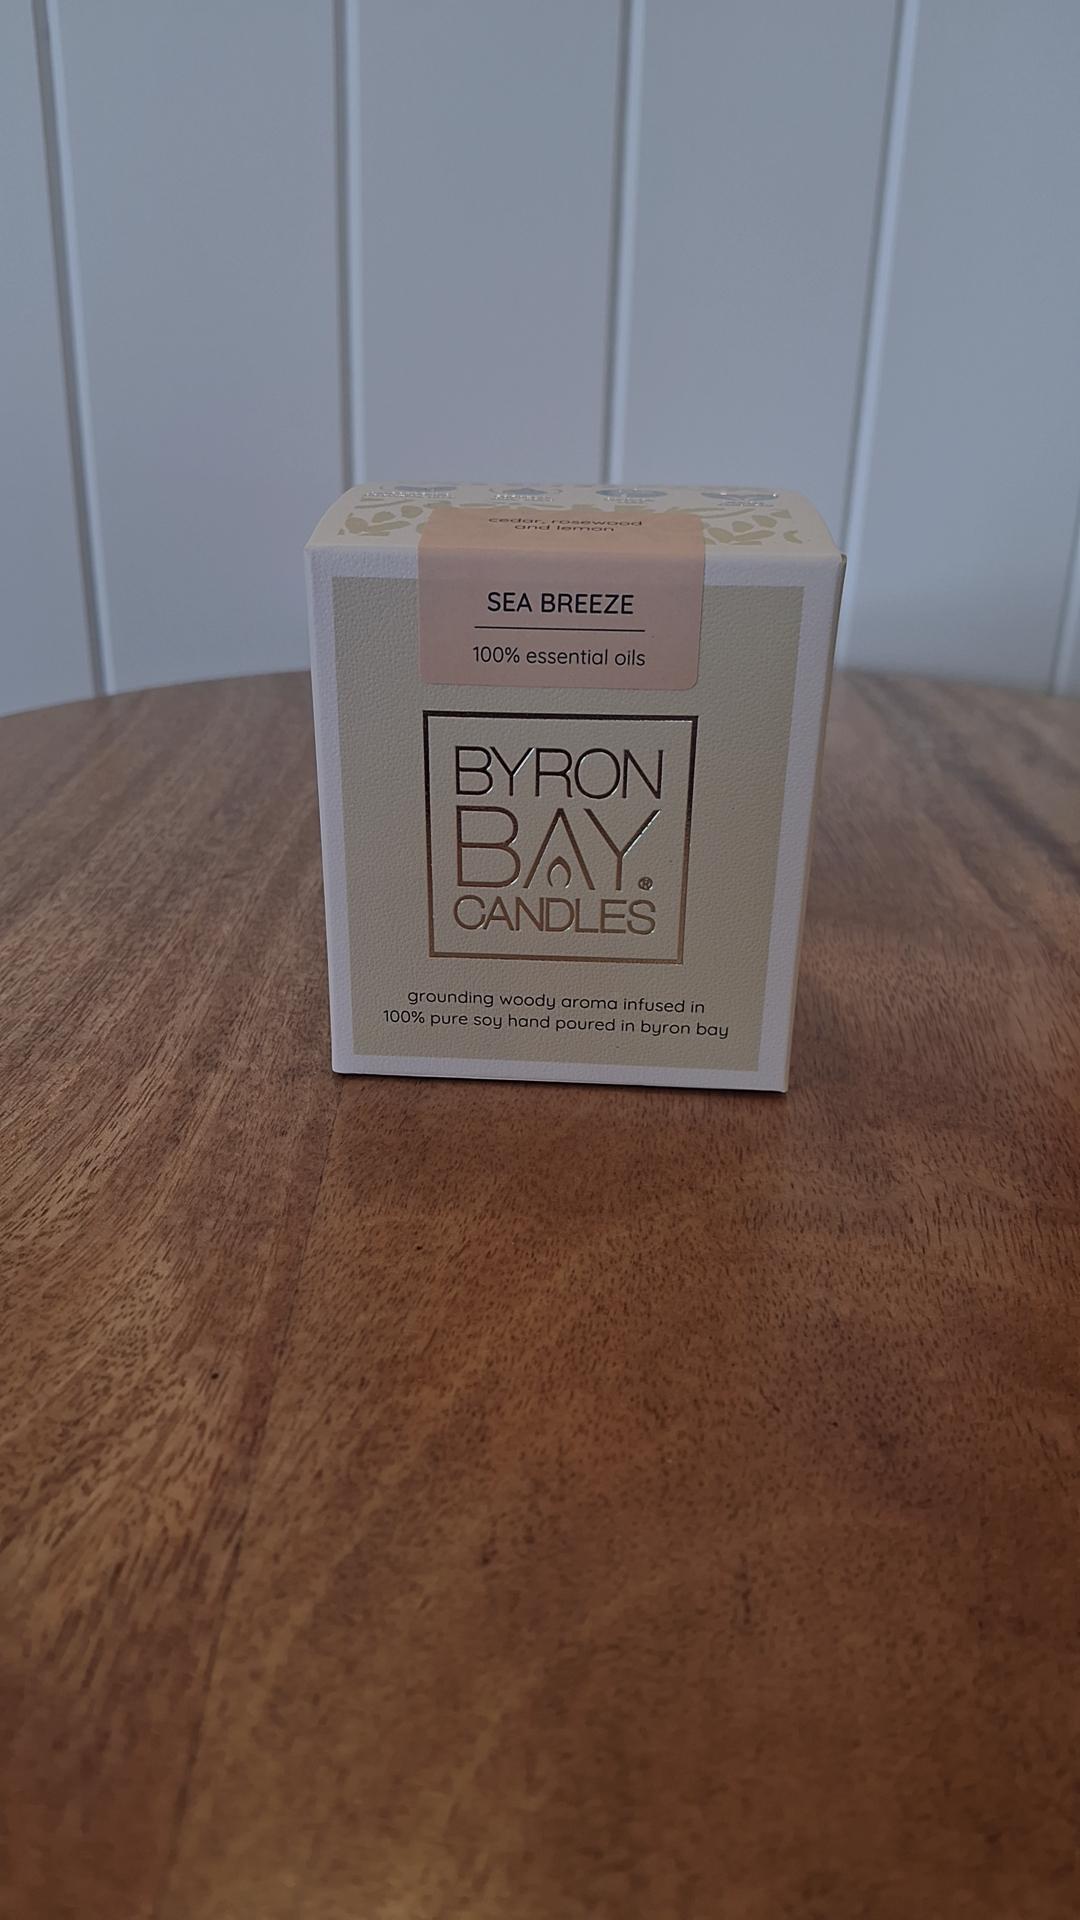 cedar, rosewood
and lemon
SEA BREEZE
100% essential oils
BYRON
BAY®
CANDLES
grounding woody aroma infused in
100% pure soy hand poured in byron bay